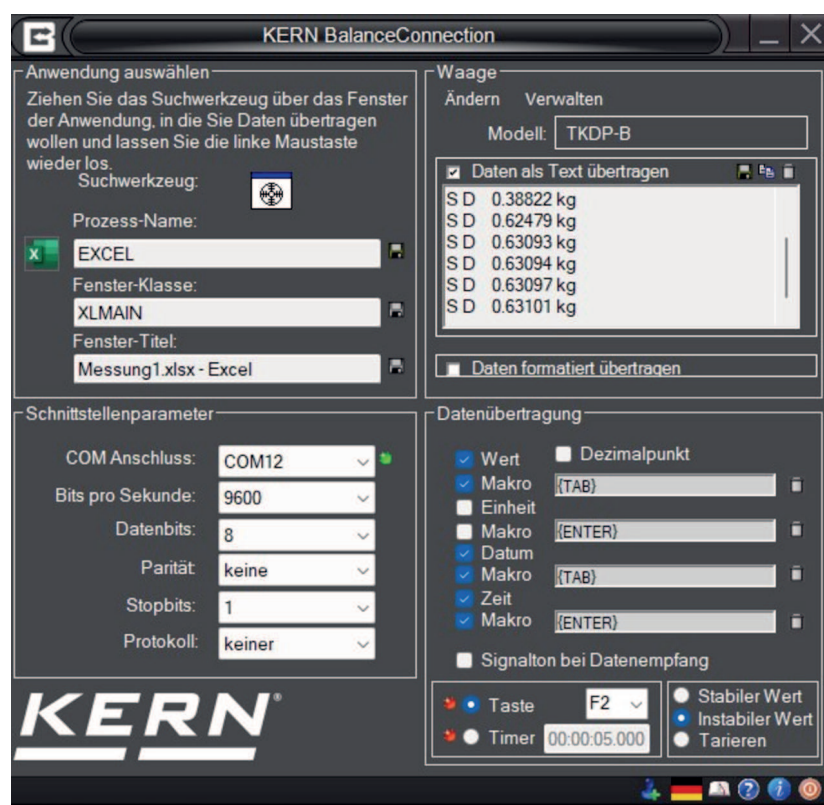 KERN BalanceConnection
Anwendung auswählen
Ziehen Sie das Suchwerkzeug über das Fenster
der Anwendung, in die Sie Daten übertragen
wollen und lassen Sie die linke Maustaste
wieder los.
Suchwerkzeug:
Prozess-Name:
EXCEL
Fenster-Klasse:
XLMAIN
Fenster-Titel:
Messung1.xlsx - Excel
Waage
Ändern Verwalten
Modell: TKDP-B
Daten als Text übertragen
S D 0.38822 kg
S D 0.62479 kg
S D 0.63093 kg
S D 0.63094 kg
S D 0.63097 kg
S D 0.63101 kg
Daten formatiert übertragen
Schnittstellenparameter
COM Anschluss: COM12
Bits pro Sekunde: 9600
Datenbits: 8
Parität: keine
Stopbits: 1
Protokoll: keiner
Datenübertragung
Wert Dezimalpunkt
Makro {TAB}
Einheit
Makro {ENTER}
Datum
Makro {TAB}
Zeit
Makro {ENTER}
Signalton bei Datenempfang
Taste F2
Timer 00:00:05.000
Stabiler Wert
Instabiler Wert
Tarieren
KERN®